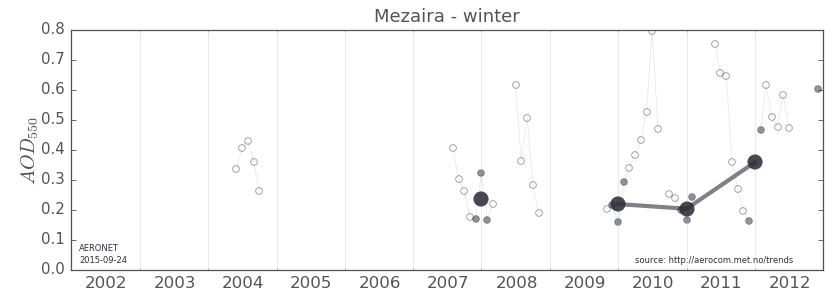 Mezaira - winter
0.8
0.7
0.6
0.5
0.4
0.3
0.2
0.1
0.0
AOD550
AERONET
2015-09-24
source: http://aerocom.met.no/trends
2002 2003 2004 2005 2006 2007 2008 2009 2010 2011 2012